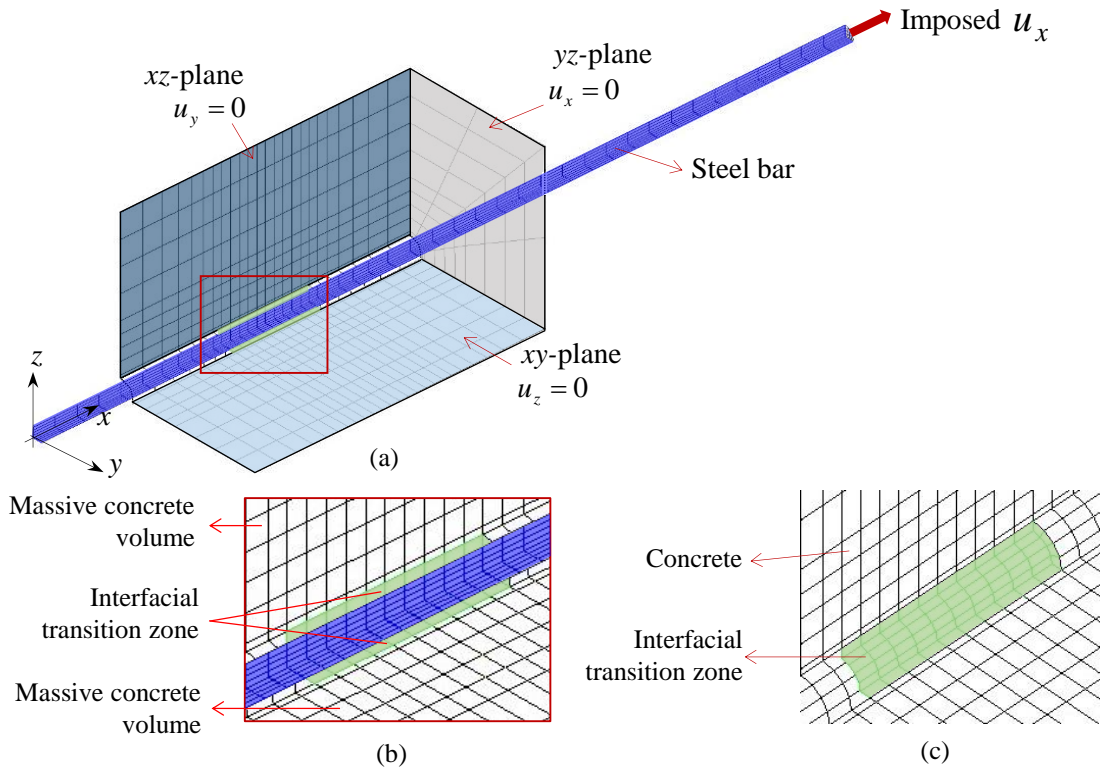 Imposed u_x
xz-plane
u_y = 0
yz-plane
u_x = 0
Steel bar
xy-plane
u_z = 0
z
x
y
(a)
Massive concrete
volume
Interfacial
transition zone
Massive concrete
volume
(b)
Concrete
Interfacial
transition zone
(c)